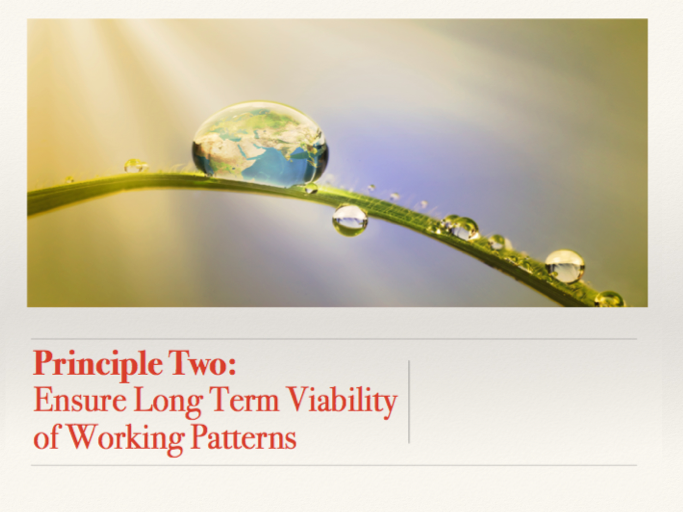 Principle Two:
Ensure Long Term Viability
of Working Patterns